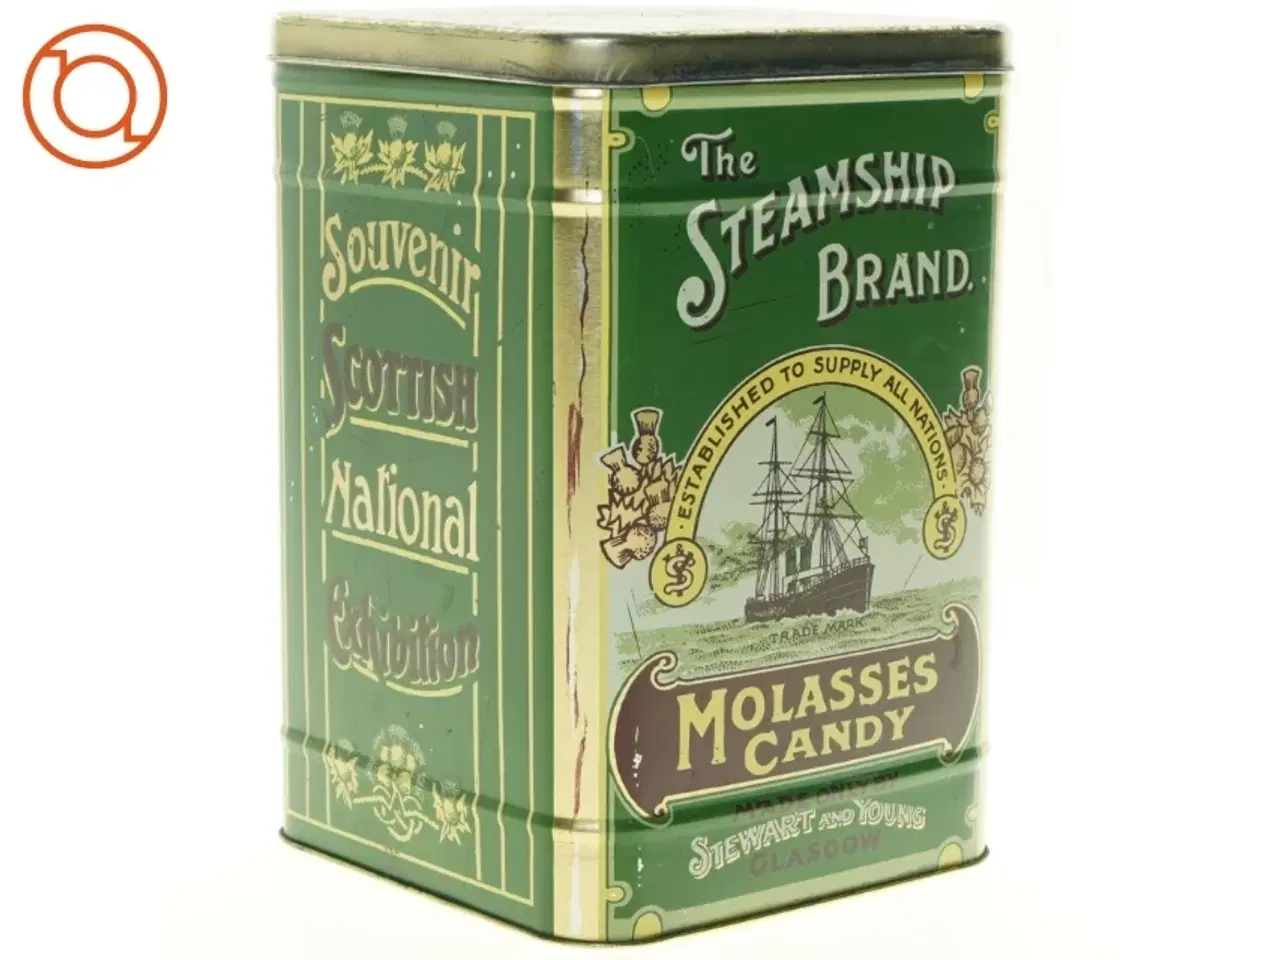 Souvenir
Scottish
National
Exhibition
The
STEAMSHIP
BRAND.
· ESTABLISHED TO SUPPLY ALL NATIONS ·
TRADE MARK
MOLASSES
CANDY
MADE ONLY BY
STEWART AND YOUNG
GLASGOW